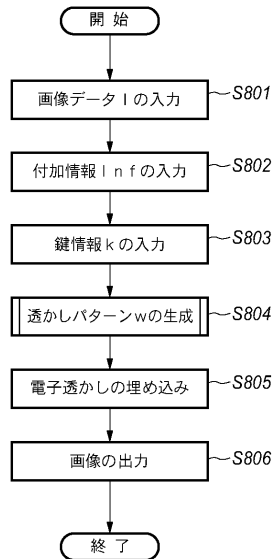 開始
画像データIの入力
S801
付加情報Infの入力
S802
鍵情報kの入力
S803
透かしパターンwの生成
S804
電子透かしの埋め込み
S805
画像の出力
S806
終了